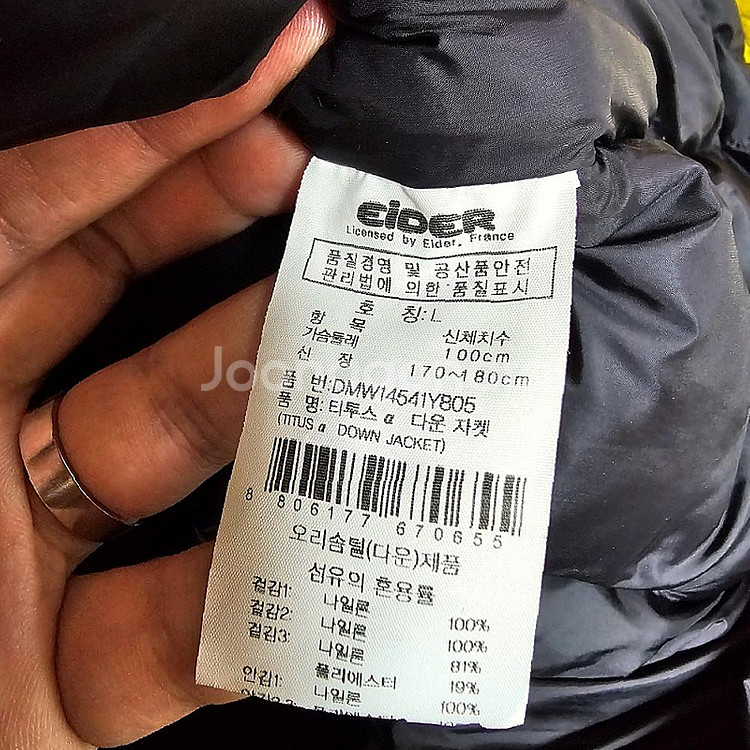 EiDER
Licensed by Eider. France
품질경영 및 공산품안전
관리법에 의한 품질표시
호 칭: L
항 목 신체치수
가슴둘레 100cm
신 장 170~180cm
품 번:DMW14541Y805
품 명: 티투스 α 다운 자켓
(TITUS α DOWN JACKET)
8 806177 670655
오리솜털(다운)제품
섬유의 혼용률
겉감1: 나일론 100%
겉감2: 나일론 100%
겉감3: 나일론 81%
폴리에스터 19%
안감1: 나일론 100%